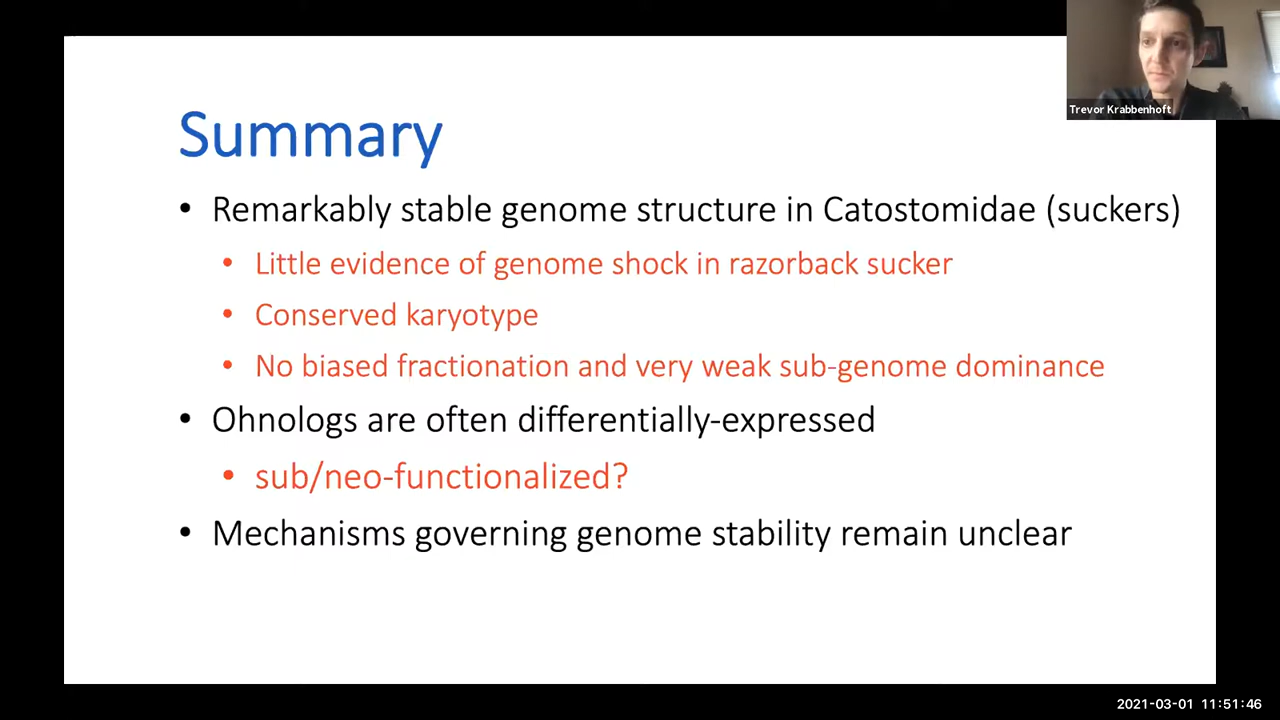 Trevor Krabbenhoft
Summary
• Remarkably stable genome structure in Catostomidae (suckers)
• Little evidence of genome shock in razorback sucker
• Conserved karyotype
• No biased fractionation and very weak sub-genome dominance
• Ohnologs are often differentially-expressed
• sub/neo-functionalized?
• Mechanisms governing genome stability remain unclear
2021-03-01 11:51:46